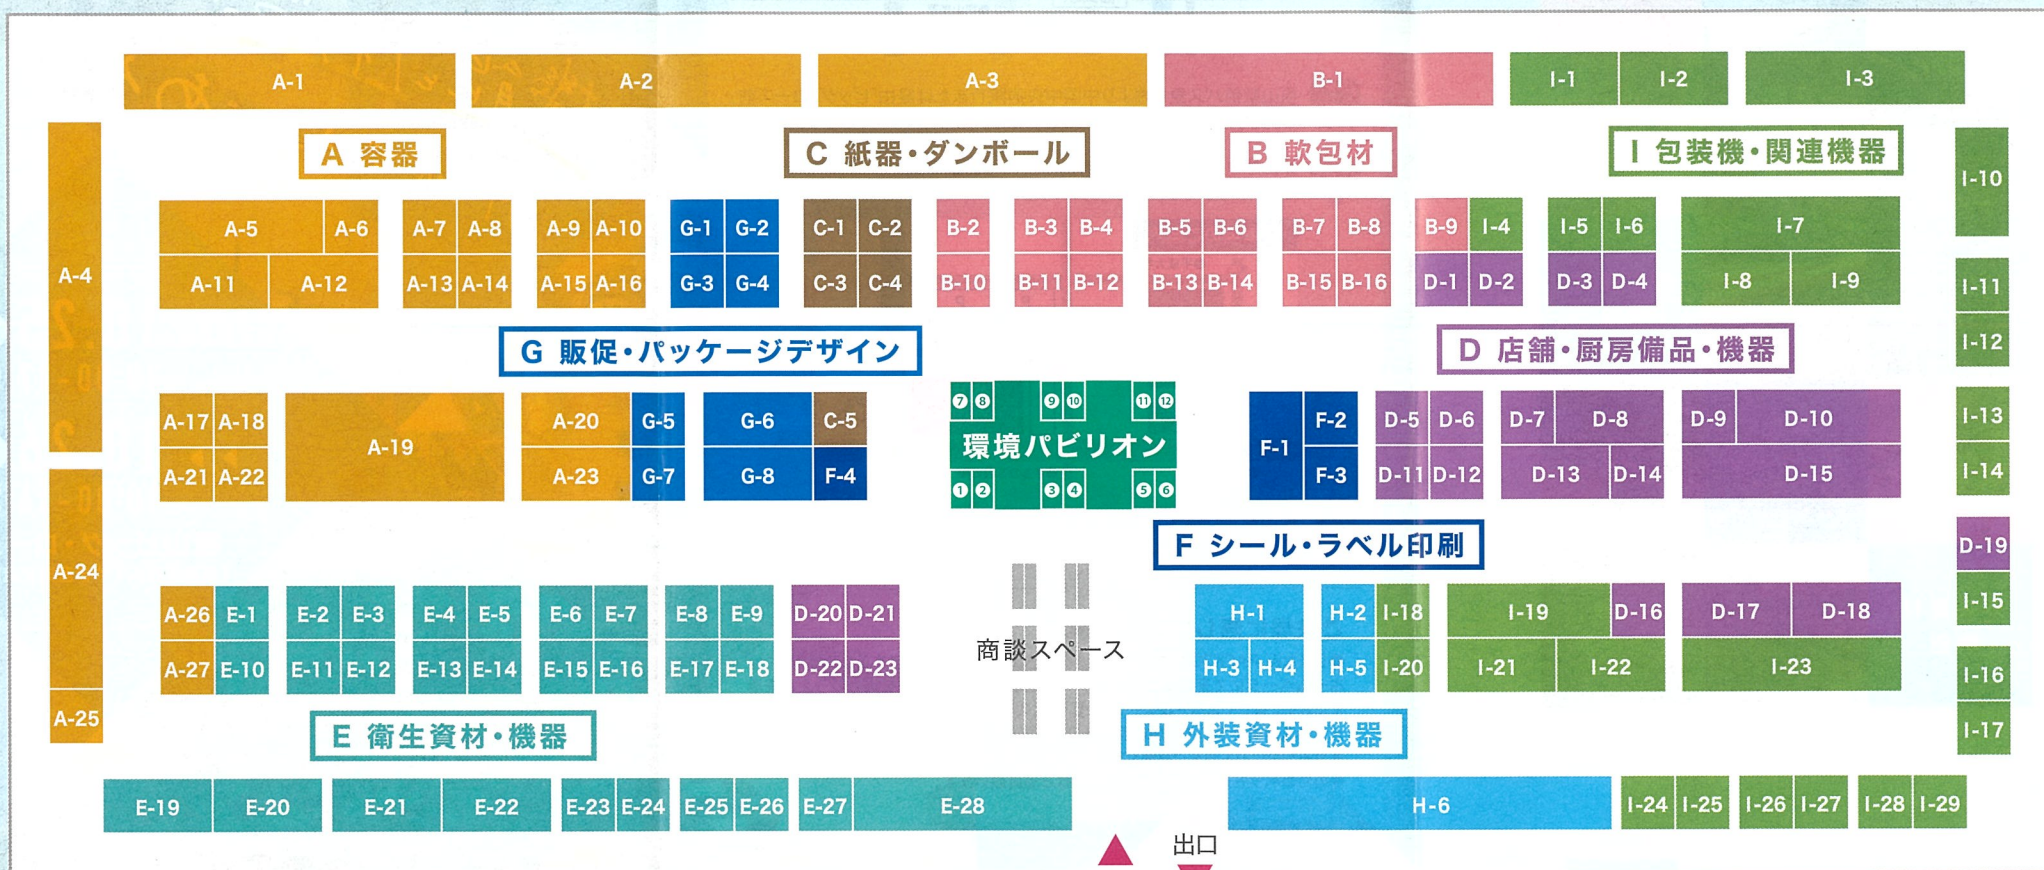 A-1 A-2 A-3 B-1 I-1 I-2 I-3
A 容器
C 紙器・ダンボール
B 軟包材
I 包装機・関連機器
A-4
I-10
A-5 A-6 A-7 A-8 A-9 A-10 G-1 G-2 C-1 C-2 B-2 B-3 B-4 B-5 B-6 B-7 B-8 B-9 I-4 I-5 I-6 I-7
A-11 A-12 A-13 A-14 A-15 A-16 G-3 G-4 C-3 C-4 B-10 B-11 B-12 B-13 B-14 B-15 B-16 D-1 D-2 D-3 D-4 I-8 I-9
I-11
I-12
G 販促・パッケージデザイン
D 店舗・厨房備品・機器
⑦ ⑧ ⑨ ⑩ ⑪ ⑫
A-17 A-18 A-19 A-20 G-5 G-6 C-5
環境パビリオン
F-1 F-2 D-5 D-6 D-7 D-8 D-9 D-10
I-13
A-21 A-22 A-23 G-7 G-8 F-4
① ② ③ ④ ⑤ ⑥
F-3 D-11 D-12 D-13 D-14 D-15
I-14
F シール・ラベル印刷
A-24
D-19
A-26 E-1 E-2 E-3 E-4 E-5 E-6 E-7 E-8 E-9 D-20 D-21
H-1 H-2 I-18 I-19 D-16 D-17 D-18
I-15
商談スペース
A-27 E-10 E-11 E-12 E-13 E-14 E-15 E-16 E-17 E-18 D-22 D-23
H-3 H-4 H-5 I-20 I-21 I-22 I-23
I-16
A-25
I-17
E 衛生資材・機器
H 外装資材・機器
E-19 E-20 E-21 E-22 E-23 E-24 E-25 E-26 E-27 E-28 H-6 I-24 I-25 I-26 I-27 I-28 I-29
出口